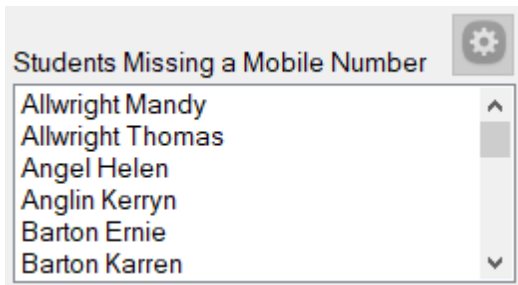 Students Missing a Mobile Number
Allwright Mandy
Allwright Thomas
Angel Helen
Anglin Kerryn
Barton Ernie
Barton Karren